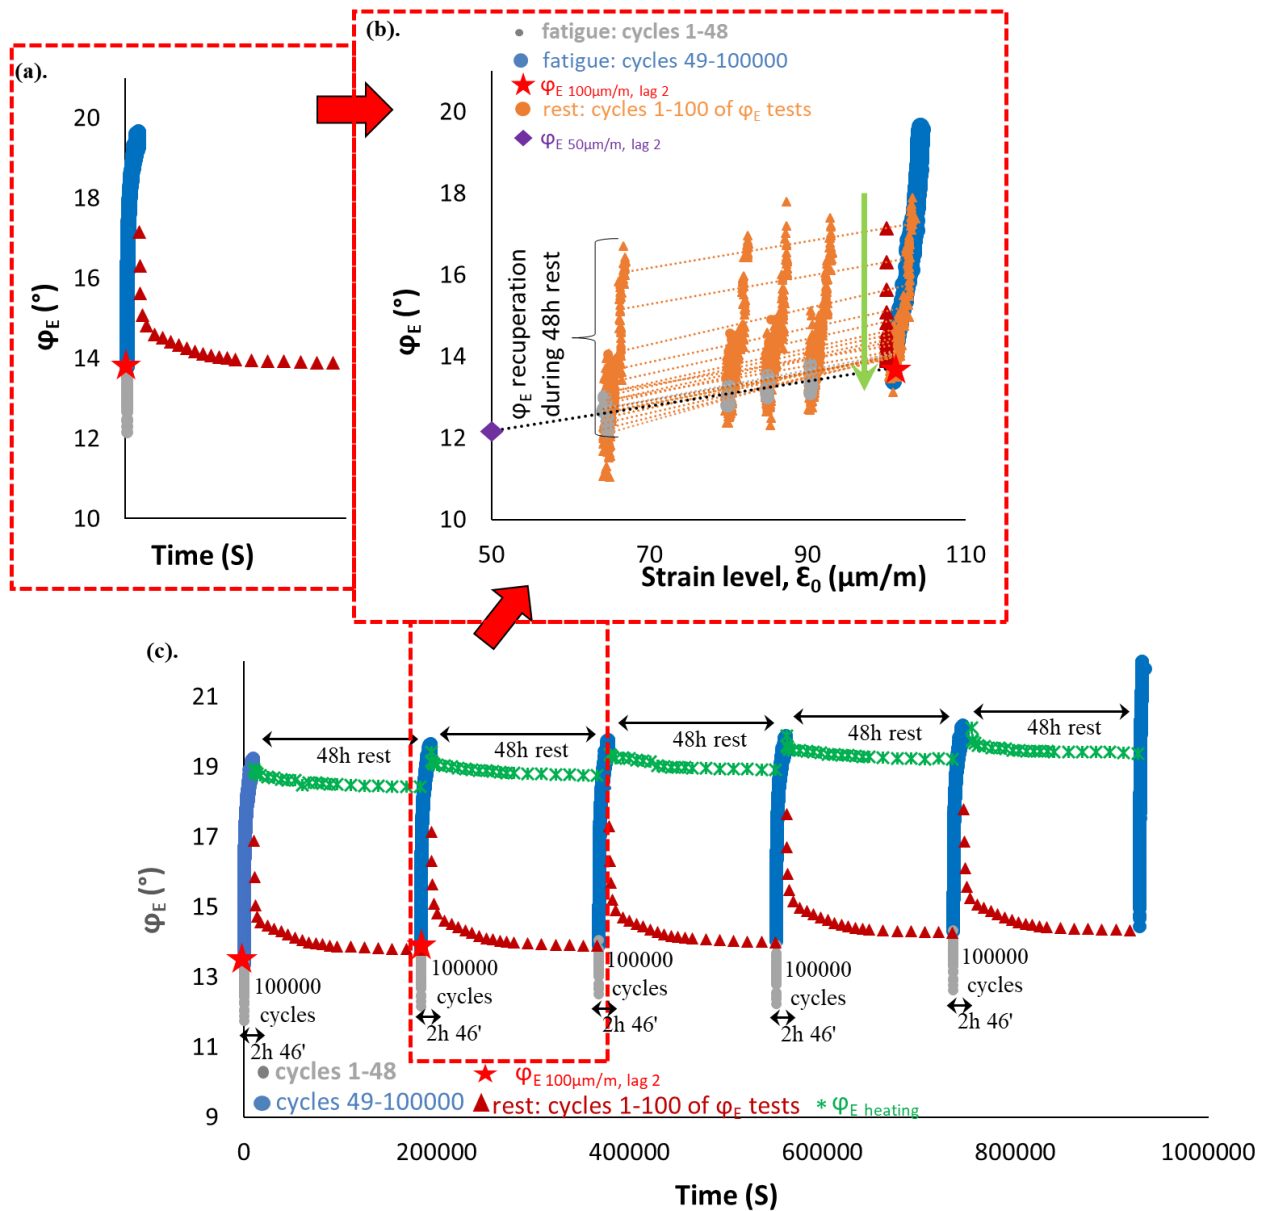 (a).
20
18
16
14
12
10
φE (°)
Time (S)
(b).
fatigue: cycles 1-48
fatigue: cycles 49-100000
φE 100µm/m, lag 2
rest: cycles 1-100 of φE tests
φE 50µm/m, lag 2
20
18
16
14
12
10
φE (°)
φE recuperation
during 48h rest
50
70
90
110
Strain level, Ɛ0 (µm/m)
(c).
21
19
17
15
13
11
9
φE (°)
48h rest
48h rest
48h rest
48h rest
48h rest
100000
cycles
2h 46'
100000
cycles
2h 46'
100000
cycles
2h 46'
100000
cycles
2h 46'
100000
cycles
2h 46'
cycles 1-48
φE 100µm/m, lag 2
cycles 49-100000
rest: cycles 1-100 of φE tests
φE heating
0
200000
400000
600000
800000
1000000
Time (S)